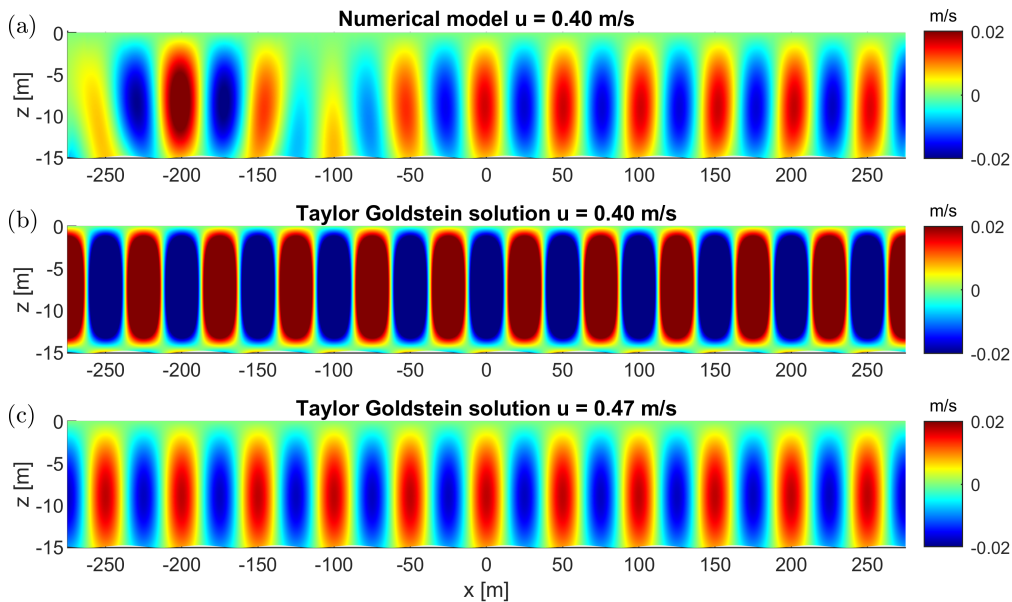 (a)
Numerical model u = 0.40 m/s
m/s
z [m]
0
-5
-10
-15
-250 -200 -150 -100 -50 0 50 100 150 200 250
0.02
0
-0.02
(b)
Taylor Goldstein solution u = 0.40 m/s
m/s
z [m]
0
-5
-10
-15
-250 -200 -150 -100 -50 0 50 100 150 200 250
0.02
0
-0.02
(c)
Taylor Goldstein solution u = 0.47 m/s
m/s
z [m]
0
-5
-10
-15
-250 -200 -150 -100 -50 0 50 100 150 200 250
0.02
0
-0.02
x [m]